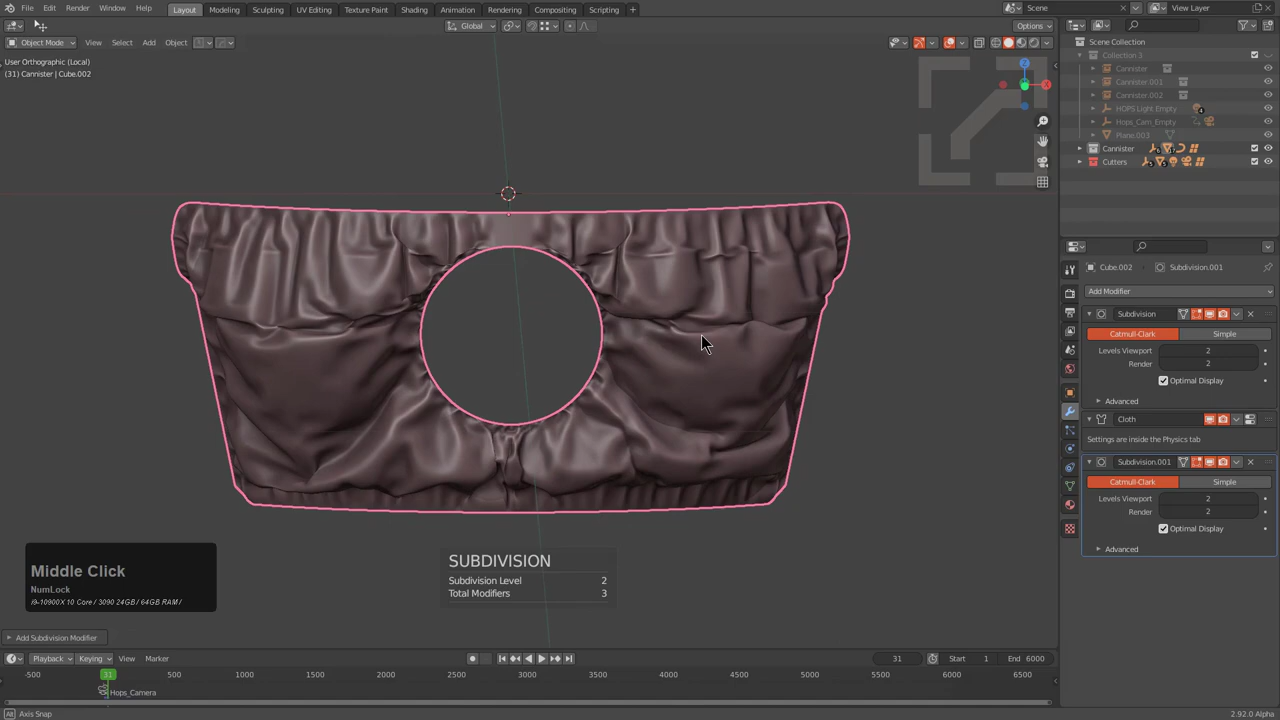 File Edit Render Window Help Layout Modeling Sculpting UV Editing Texture Paint Shading Animation Rendering Compositing Scripting + Scene View Layer
Global Options
Object Mode View Select Add Object
User Orthographic (Local)
(31) Cannister | Cube.002
Z
X
Scene Collection
Collection 3
Cannister
Cannister.001
Cannister.002
HOPS Light Empty
Hops_Cam_Empty
Plane.003
Cannister
Cutters
Cube.002 Subdivision.001
Add Modifier
Subdivision
Catmull-Clark Simple
Levels Viewport 2
Render 2
Optimal Display
Advanced
Cloth
Settings are inside the Physics tab
Subdivision.001
Catmull-Clark Simple
Levels Viewport 2
Render 2
Optimal Display
Advanced
Middle Click
NumLock
i9-10900X 10 Core / 3090 24GB / 64GB RAM /
SUBDIVISION
Subdivision Level 2
Total Modifiers 3
Add Subdivision Modifier
Playback Keying View Marker 31 Start 1 End 6000
-500 31 500 1000 1500 2000 2500 3000 3500 4000 4500 5000 5500 6000 6500
Hops_Camera
Axis Snap 2.92.0 Alpha